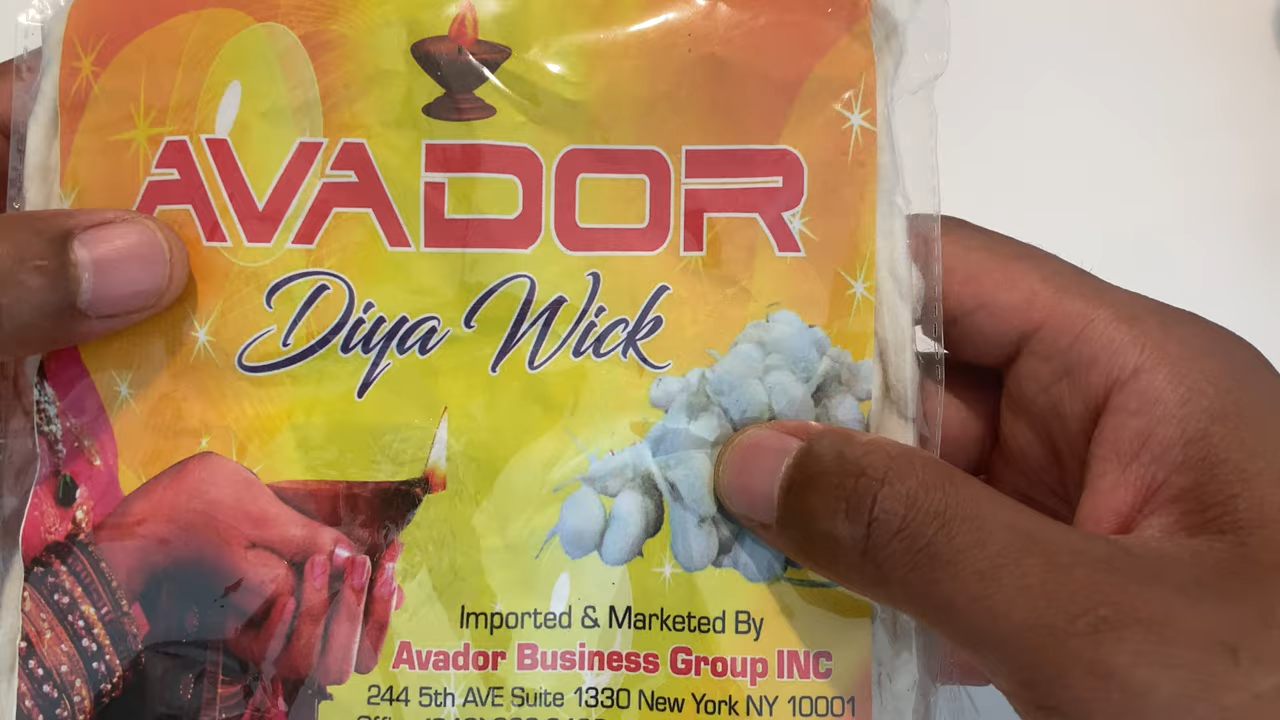 AVADOR
Diya Wick
Imported & Marketed By
Avador Business Group INC
244 5th AVE Suite 1330 New York NY 10001